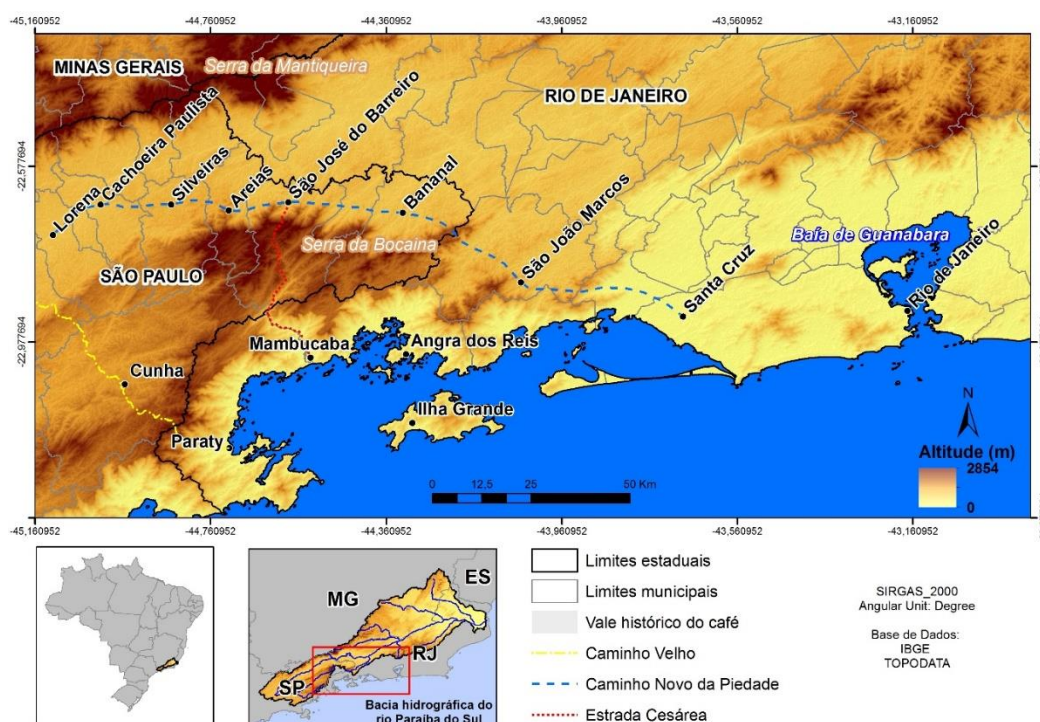 -45,160952 -44,760952 -44,360952 -43,960952 -43,560952 -43,160952
MINAS GERAIS
Serra da Mantiqueira
RIO DE JANEIRO
-22,577694
-22,977694
Lorena
Cachoeira Paulista
Silveiras
Areias
São José do Barreiro
Bananal
São João Marcos
Santa Cruz
Baía de Guanabara
Rio de Janeiro
SÃO PAULO
Serra da Bocaina
Mambucaba
Angra dos Reis
Cunha
Ilha Grande
Paraty
N
Altitude (m)
2854
0
0 12,5 25 50 Km
-45,160952 -44,760952 -44,360952 -43,960952 -43,560952 -43,160952
MG
ES
RJ
SP
Bacia hidrográfica do
rio Paraíba do Sul
Limites estaduais
Limites municipais
Vale histórico do café
Caminho Velho
Caminho Novo da Piedade
Estrada Cesárea
SIRGAS_2000
Angular Unit: Degree
Base de Dados:
IBGE
TOPODATA